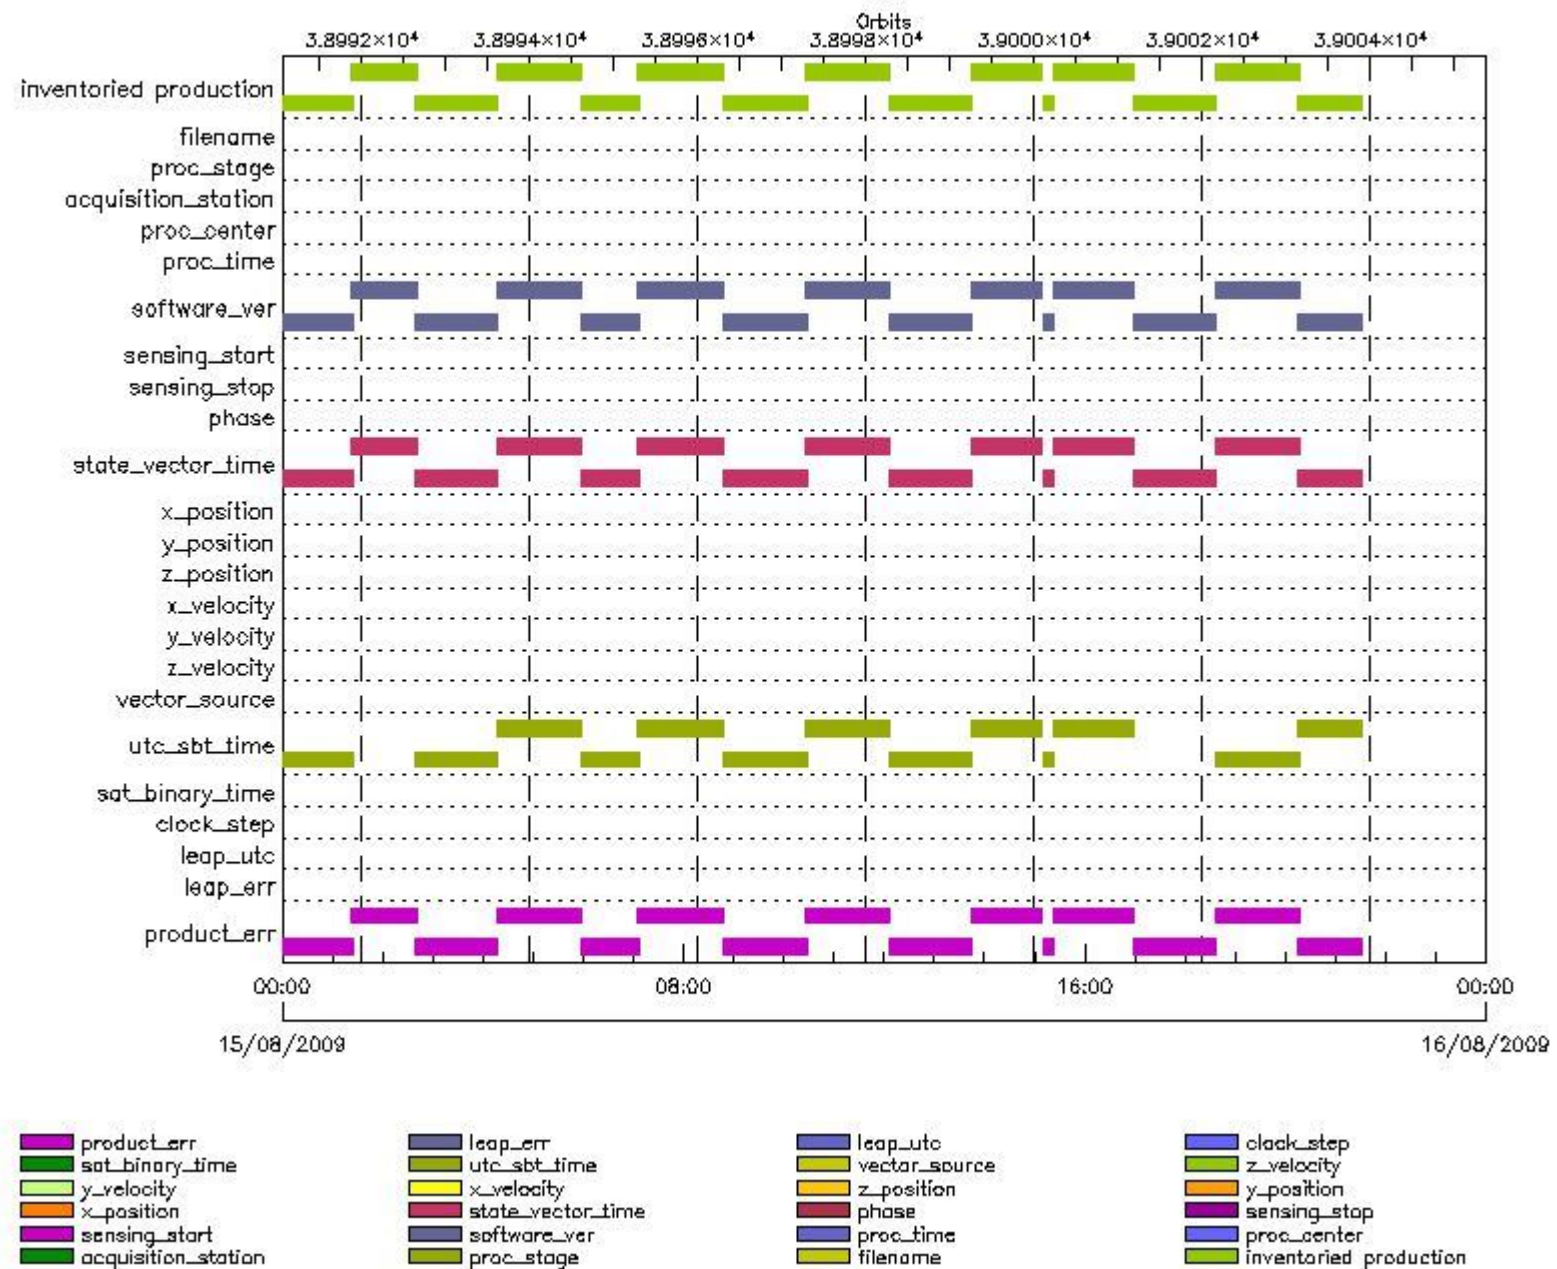 Orbits
3.8992×10⁴ 3.8994×10⁴ 3.8996×10⁴ 3.8998×10⁴ 3.9000×10⁴ 3.9002×10⁴ 3.9004×10⁴
inventoried production
filename
proc_stage
acquisition_station
proc_center
proc_time
software_ver
sensing_start
sensing_stop
phase
state_vector_time
x_position
y_position
z_position
x_velocity
y_velocity
z_velocity
vector_source
utc_sbt_time
sat_binary_time
clock_step
leap_utc
leap_err
product_err
00:00 08:00 16:00 00:00
15/08/2009 16/08/2009
product_err leap_err leap_utc clock_step
sat_binary_time utc_sbt_time vector_source z_velocity
y_velocity x_velocity z_position y_position
x_position state_vector_time phase sensing_stop
sensing_start software_ver proc_time proc_center
acquisition_station proc_stage filename inventoried production